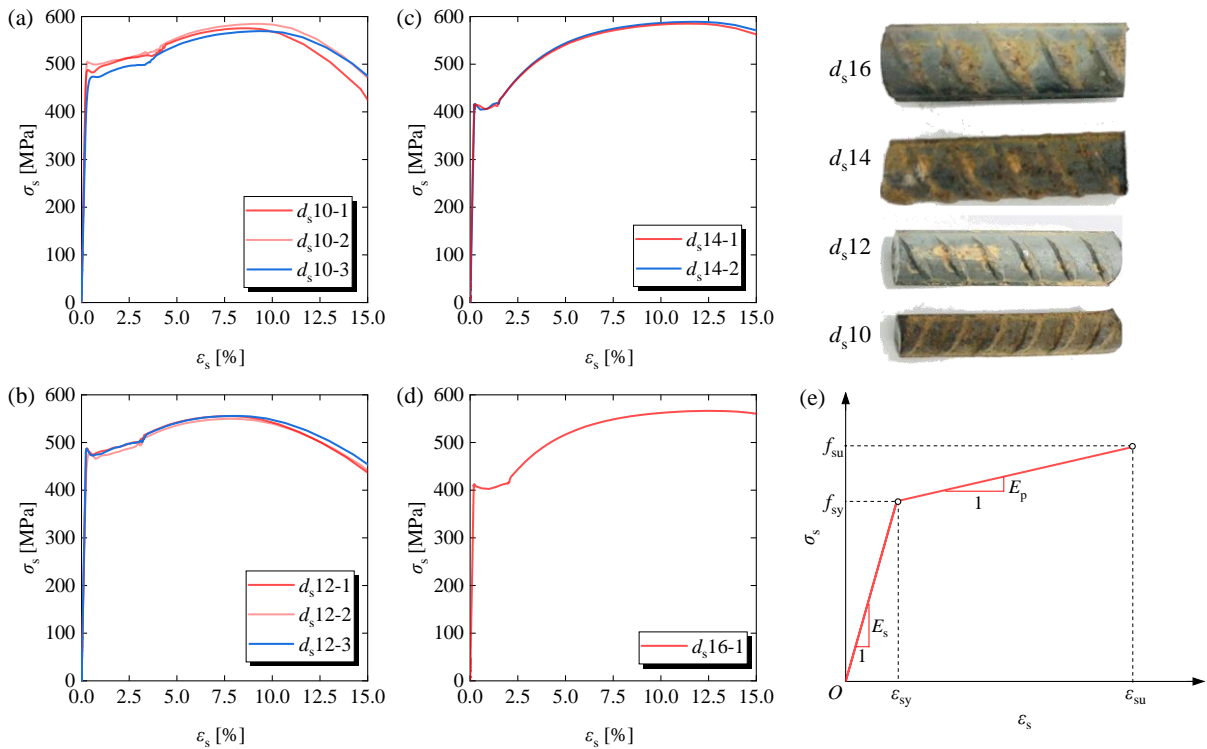 (a)
600
500
400
300
200
100
0
σs [MPa]
ds10-1
ds10-2
ds10-3
0.0 2.5 5.0 7.5 10.0 12.5 15.0
εs [%]
(c)
600
500
400
300
200
100
0
σs [MPa]
ds14-1
ds14-2
0.0 2.5 5.0 7.5 10.0 12.5 15.0
εs [%]
ds16
ds14
ds12
ds10
(b)
600
500
400
300
200
100
0
σs [MPa]
ds12-1
ds12-2
ds12-3
0.0 2.5 5.0 7.5 10.0 12.5 15.0
εs [%]
(d)
600
500
400
300
200
100
0
σs [MPa]
ds16-1
0.0 2.5 5.0 7.5 10.0 12.5 15.0
εs [%]
(e)
fsu
fsy
σs
Ep
1
Es
1
O
εsy
εsu
εs